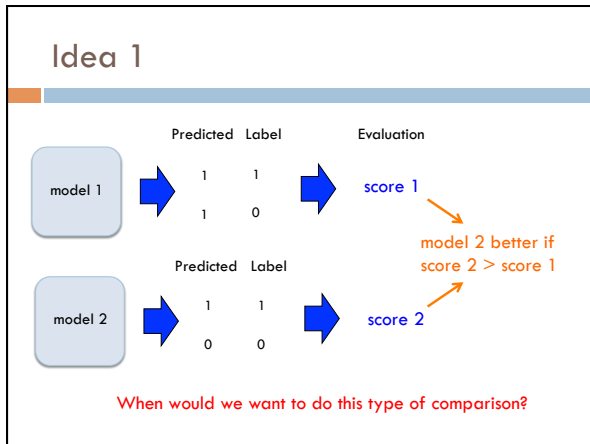 Idea 1
Predicted Label Evaluation
model 1
1 1
1 0
score 1
model 2 better if
score 2 > score 1
Predicted Label
model 2
1 1
0 0
score 2
When would we want to do this type of comparison?